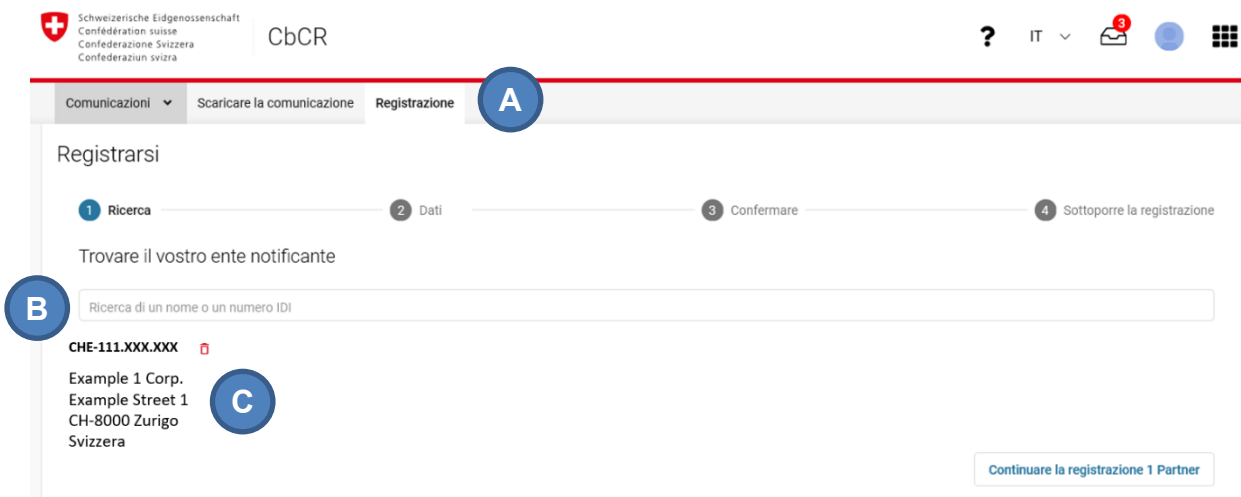 Schweizerische Eidgenossenschaft
Confédération suisse
Confederazione Svizzera
Confederaziun svizra
CbCR
? IT 3
Comunicazioni Scaricare la comunicazione Registrazione A
Registrarsi
1 Ricerca 2 Dati 3 Confermare 4 Sottoporre la registrazione
Trovare il vostro ente notificante
B Ricerca di un nome o un numero IDI
CHE-111.XXX.XXX
Example 1 Corp.
Example Street 1
C
CH-8000 Zurigo
Svizzera
Continuare la registrazione 1 Partner